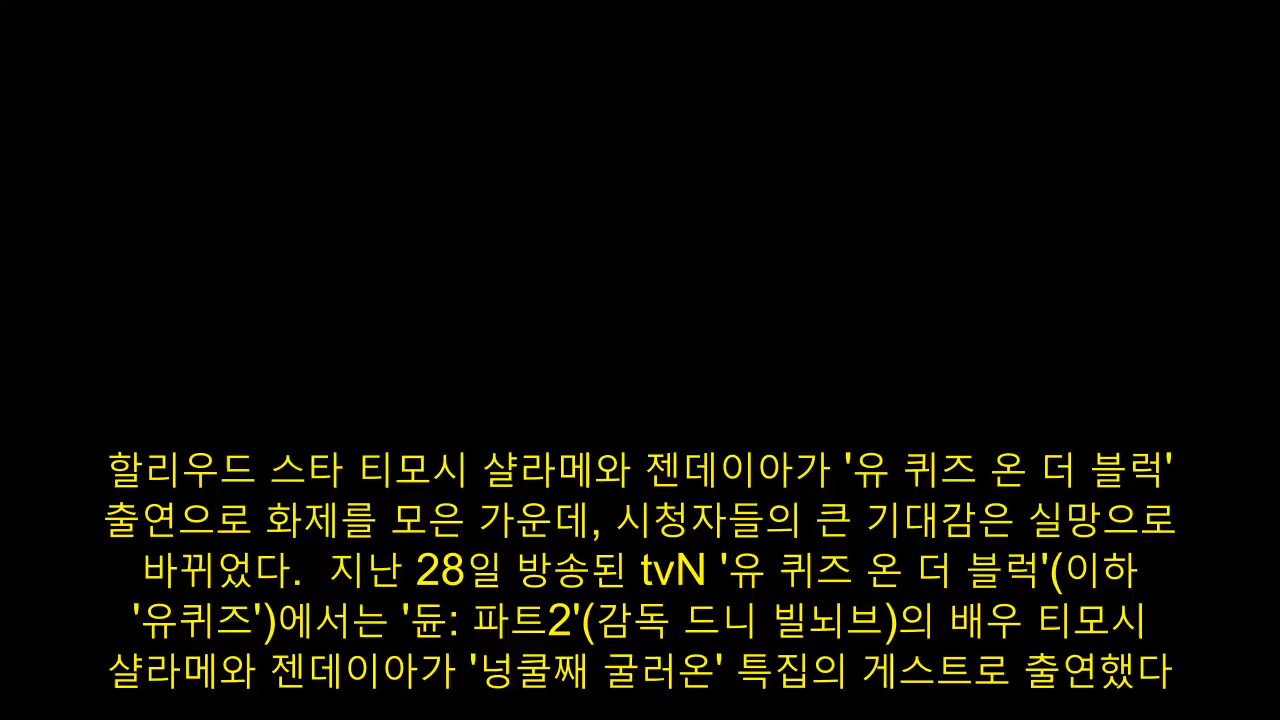 할리우드 스타 티모시 샬라메와 젠데이아가 '유 퀴즈 온 더 블럭'
출연으로 화제를 모은 가운데, 시청자들의 큰 기대감은 실망으로
바뀌었다.  지난 28일 방송된 tvN '유 퀴즈 온 더 블럭'(이하
'유퀴즈')에서는 '듄: 파트2'(감독 드니 빌뇌브)의 배우 티모시
샬라메와 젠데이아가 '넝쿨째 굴러온' 특집의 게스트로 출연했다